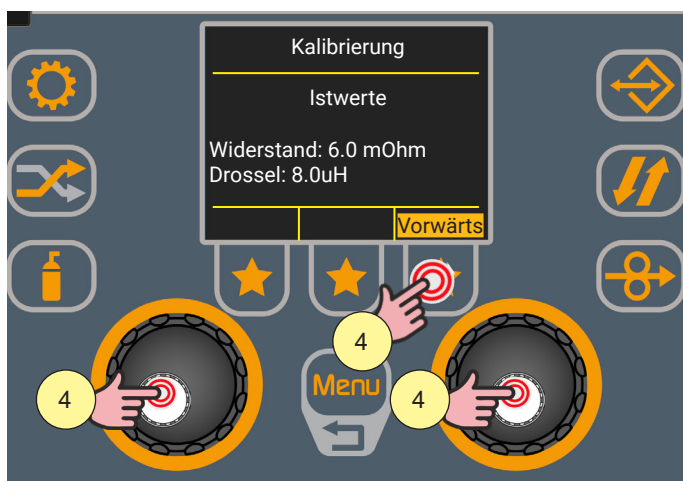 Kalibrierung
Istwerte
Widerstand: 6.0 mOhm
Drossel: 8.0uH
Vorwärts
4
4
Menu
4